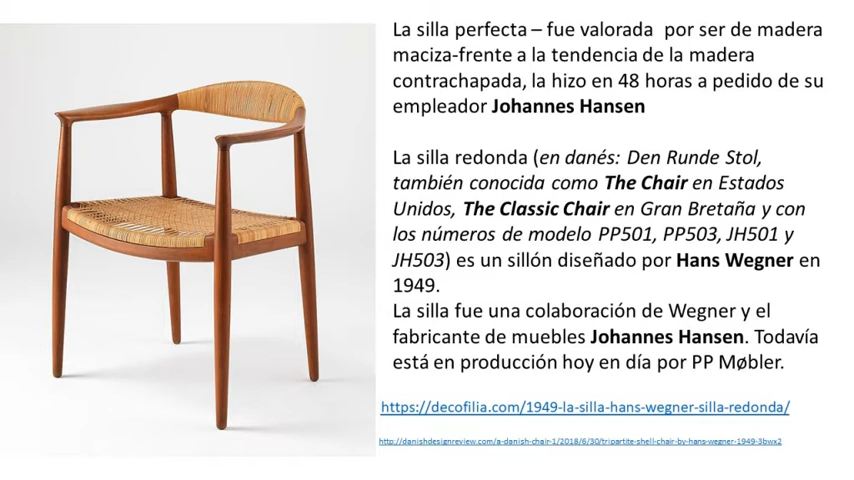 La silla perfecta – fue valorada  por ser de madera
maciza-frente a la tendencia de la madera
contrachapada, la hizo en 48 horas a pedido de su
empleador Johannes Hansen
La silla redonda (en danés: Den Runde Stol,
también conocida como The Chair en Estados
Unidos, The Classic Chair en Gran Bretaña y con
los números de modelo PP501, PP503, JH501 y
JH503) es un sillón diseñado por Hans Wegner en
1949.
La silla fue una colaboración de Wegner y el
fabricante de muebles Johannes Hansen. Todavía
está en producción hoy en día por PP Møbler.
https://decofilia.com/1949-la-silla-hans-wegner-silla-redonda/
http://danishdesignreview.com/a-danish-chair-1/2018/6/30/tripartite-shell-chair-by-hans-wegner-1949-3bwx2